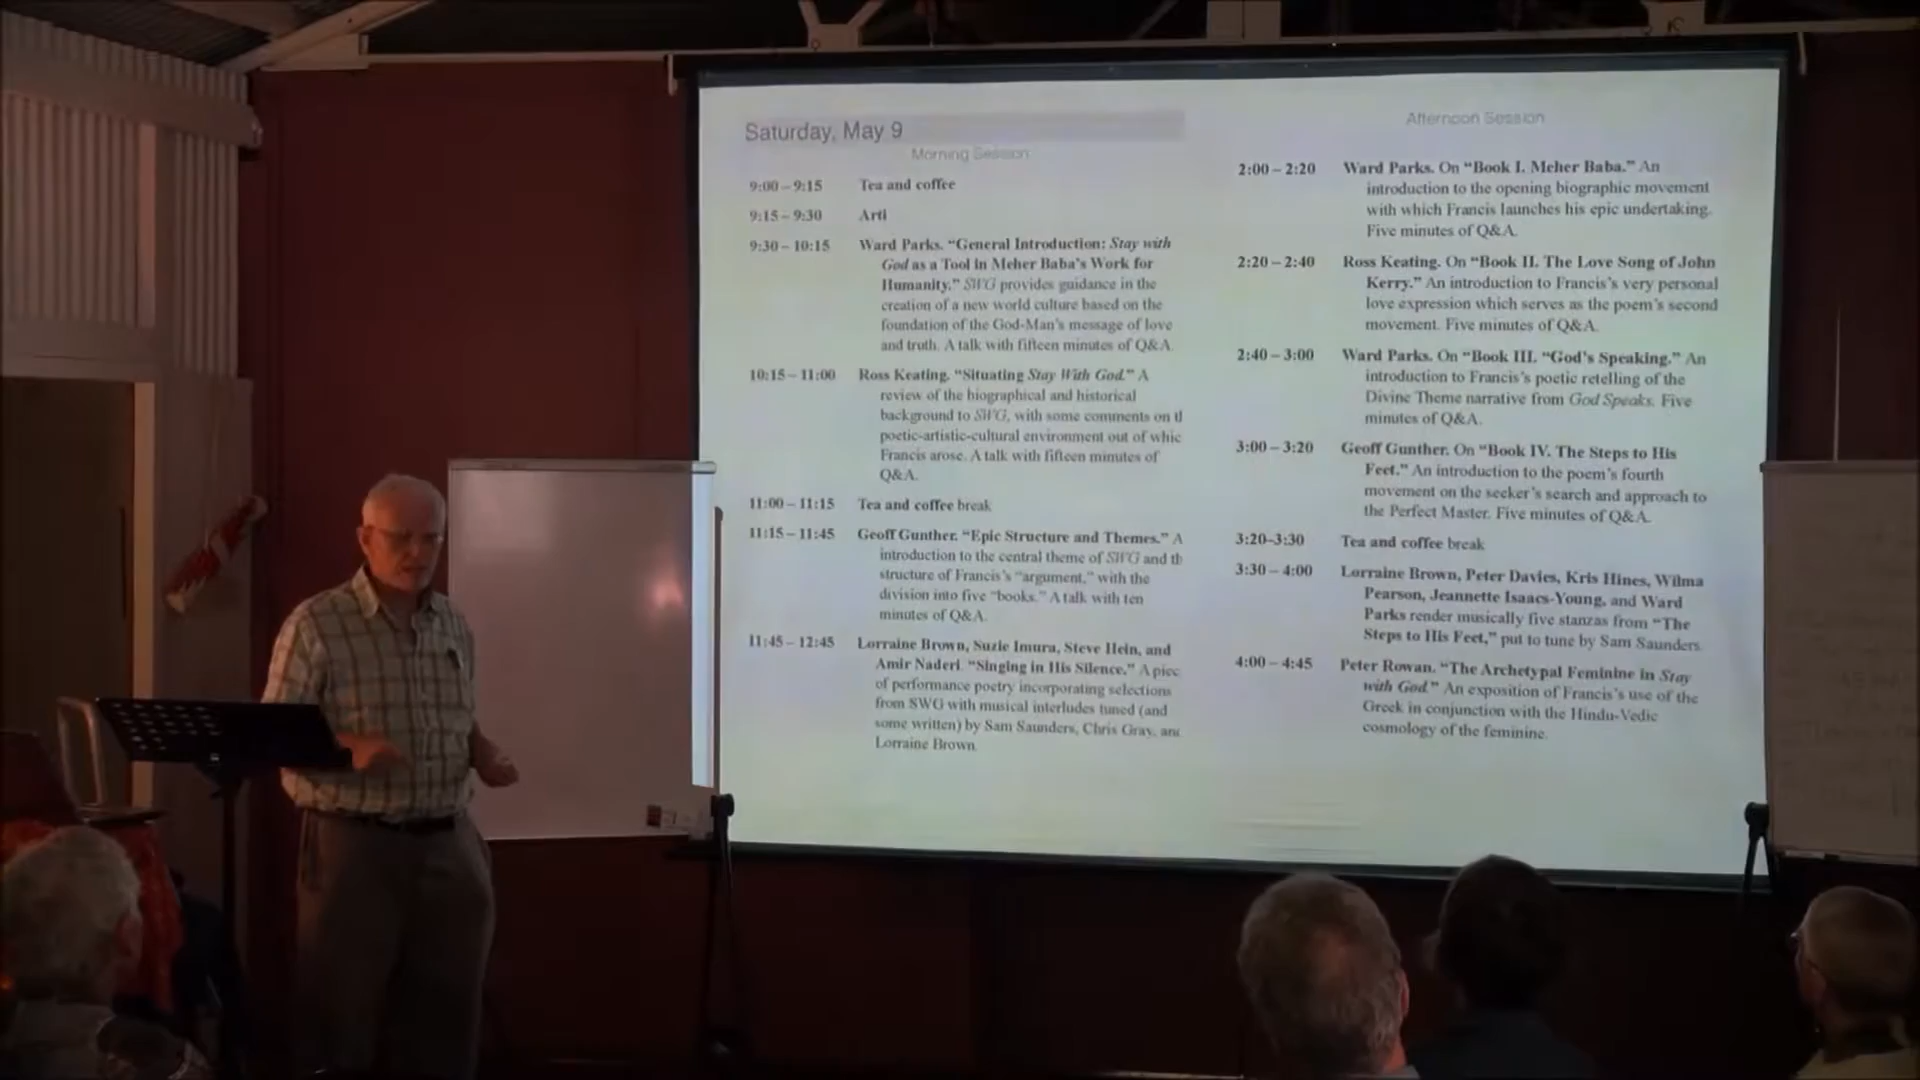 Saturday, May 9
Morning Session
9:00 – 9:15 Tea and coffee
9:15 – 9:30 Arti
9:30 – 10:15 Ward Parks. “General Introduction: Stay with
God as a Tool in Meher Baba’s Work for
Humanity.” SWG provides guidance in the
creation of a new world culture based on the
foundation of the God-Man’s message of love
and truth. A talk with fifteen minutes of Q&A.
10:15 – 11:00 Ross Keating. “Situating Stay With God.” A
review of the biographical and historical
background to SWG, with some comments on th
poetic-artistic-cultural environment out of whic
Francis arose. A talk with fifteen minutes of
Q&A.
11:00 – 11:15 Tea and coffee break
11:15 – 11:45 Geoff Gunther. “Epic Structure and Themes.” A
introduction to the central theme of SWG and th
structure of Francis’s “argument,” with the
division into five “books.” A talk with ten
minutes of Q&A.
11:45 – 12:45 Lorraine Brown, Suzie Imura, Steve Hein, and
Amir Naderi. “Singing in His Silence.” A piec
of performance poetry incorporating selections
from SWG with musical interludes tuned (and
some written) by Sam Saunders, Chris Gray, and
Lorraine Brown.
Afternoon Session
2:00 – 2:20 Ward Parks. On “Book I. Meher Baba.” An
introduction to the opening biographic movement
with which Francis launches his epic undertaking.
Five minutes of Q&A.
2:20 – 2:40 Ross Keating. On “Book II. The Love Song of John
Kerry.” An introduction to Francis’s very personal
love expression which serves as the poem’s second
movement. Five minutes of Q&A.
2:40 – 3:00 Ward Parks. On “Book III. “God’s Speaking.” An
introduction to Francis’s poetic retelling of the
Divine Theme narrative from God Speaks. Five
minutes of Q&A.
3:00 – 3:20 Geoff Gunther. On “Book IV. The Steps to His
Feet.” An introduction to the poem’s fourth
movement on the seeker’s search and approach to
the Perfect Master. Five minutes of Q&A.
3:20–3:30 Tea and coffee break
3:30 – 4:00 Lorraine Brown, Peter Davies, Kris Hines, Wilma
Pearson, Jeannette Isaacs-Young, and Ward
Parks render musically five stanzas from “The
Steps to His Feet,” put to tune by Sam Saunders.
4:00 – 4:45 Peter Rowan. “The Archetypal Feminine in Stay
with God.” An exposition of Francis’s use of the
Greek in conjunction with the Hindu-Vedic
cosmology of the feminine.